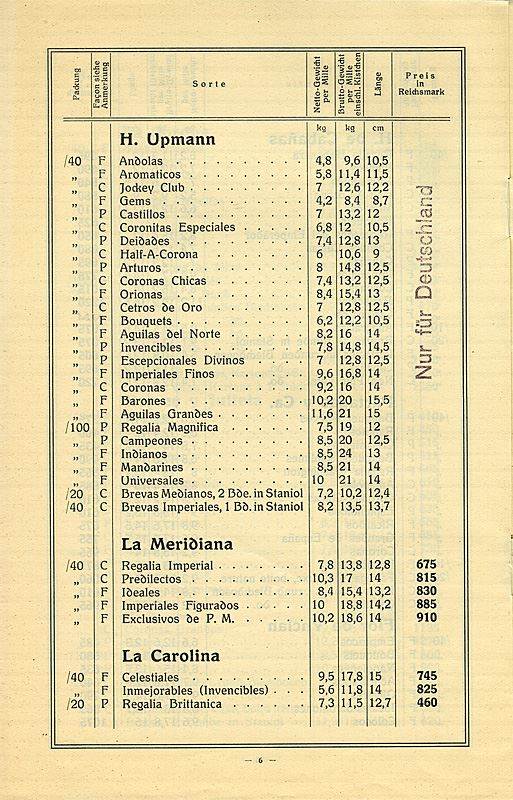 Packung Façon siehe Anmerkung Sorte Netto-Gewicht per Mille Brutto-Gewicht per Mille einschl. Kistchen Länge Preis in Reichsmark
kg kg cm
H. Upmann
/40 F Andolas 4,8 9,6 10,5
„ F Aromaticos 5,8 11,4 11,5
„ C Jockey Club 7 12,6 12,2
„ F Gems 4,2 8,4 8,7
„ P Castillos 7 13,2 12
„ C Coronitas Especiales 6,8 12 10,5
„ P Deidades 7,4 12,8 13
„ C Half-A-Corona 6 10,6 9
„ P Arturos 8 14,8 12,5
„ C Coronas Chicas 7,4 13,2 12,5
„ F Orionas 8,4 15,4 13
„ C Cetros de Oro 7 12,8 12,5
„ F Bouquets 6,2 12,2 10,5
„ F Aguilas del Norte 8,2 16 14
„ P Invencibles 7,8 14,8 14,5
„ P Escepcionales Divinos 7 12,8 12,5
„ F Imperiales Finos 9,6 16,8 14
„ C Coronas 9,2 16 14
„ F Barones 10,2 20 15,5
„ F Aguilas Grandes 11,6 21 15
/100 P Regalia Magnifica 7,5 19 12
„ P Campeones 8,5 20 12,5
„ F Indianos 8,5 24 13
„ F Mandarines 8,5 21 14
„ F Universales 10 21 14
/20 C Brevas Medianos, 2 Bde. in Staniol 7,2 10,2 12,4
/40 C Brevas Imperiales, 1 Bd. in Staniol 8,2 13,5 13,7
Nur für Deutschland
La Meridiana
/40 C Regalia Imperial 7,8 13,8 12,8 675
„ C Predilectos 10,3 17 14 815
„ F Ideales 8,4 15,4 13,2 830
„ F Imperiales Figurados 10 18,8 14,2 885
„ F Exclusivos de P. M. 10,2 18,6 14 910
La Carolina
/40 F Celestiales 9,5 17,8 15 745
„ F Inmejorables (Invencibles) 5,6 11,8 14 825
/20 P Regalia Brittanica 7,3 11,5 12,7 460
— 6 —